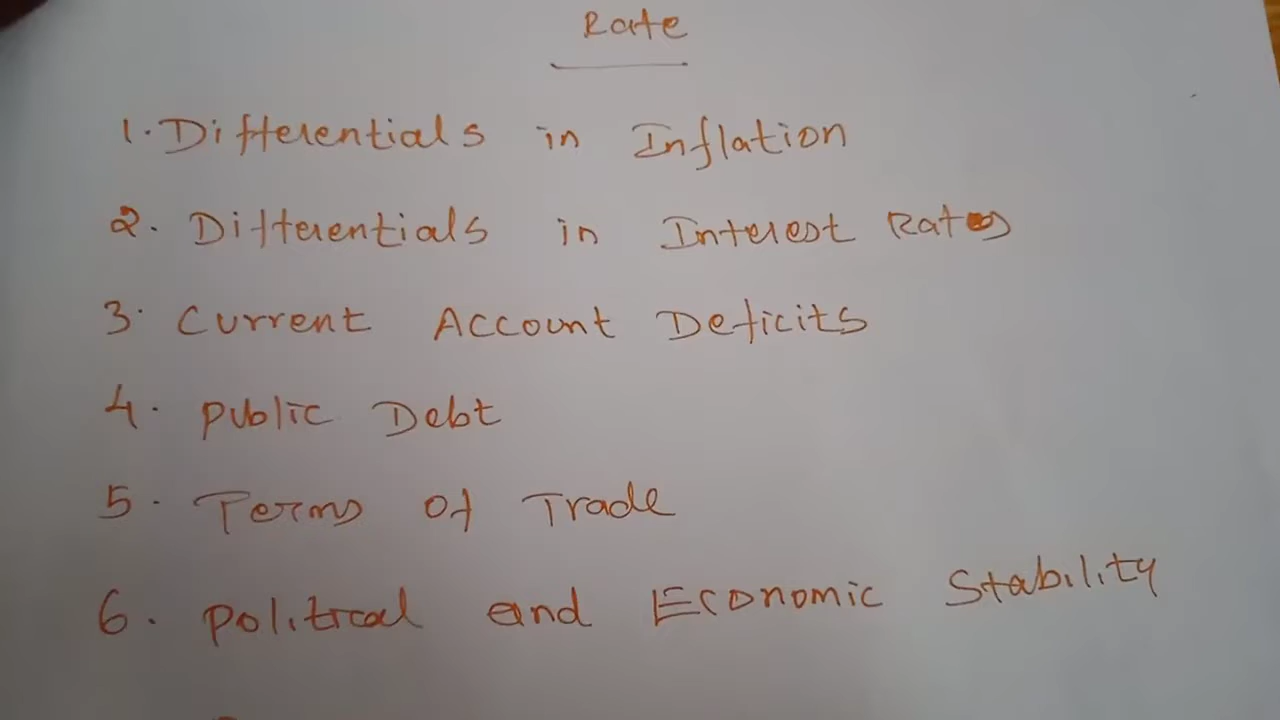 Rate
1. Differentials in Inflation
2. Differentials in Interest Rates
3. Current Account Deficits
4. Public Debt
5. Terms of Trade
6. Political and Economic Stability